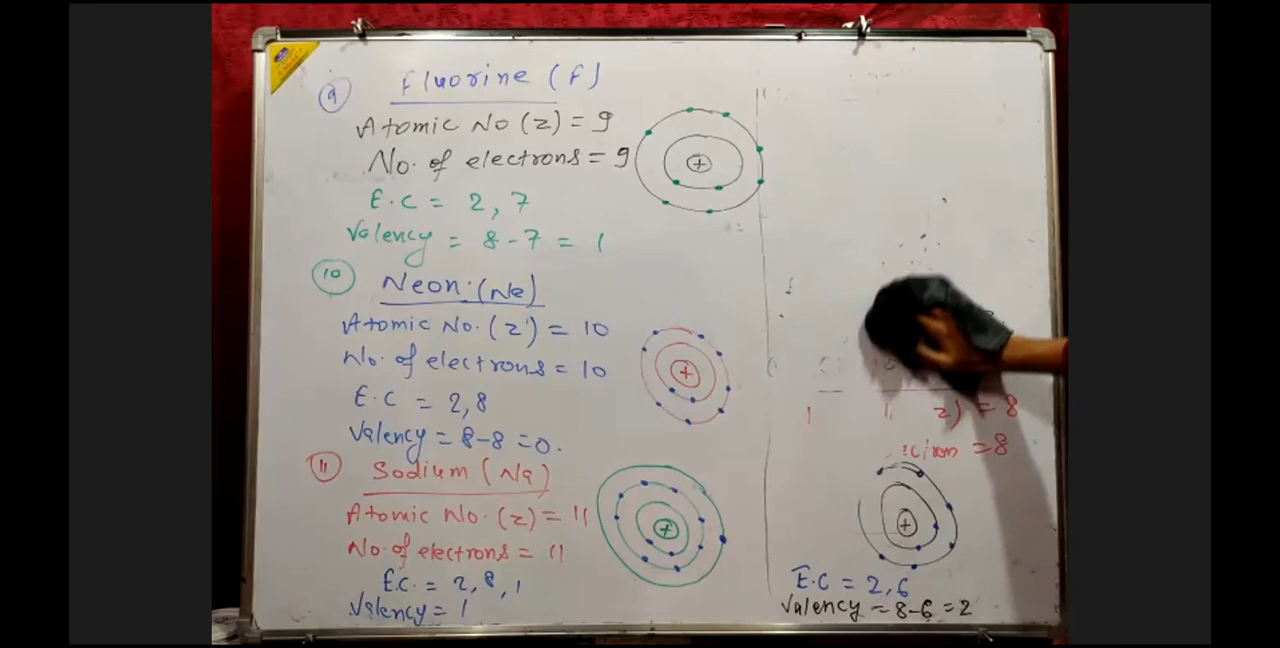 9 Fluorine (F)
Atomic No (z) = 9
No. of electrons = 9
E.C = 2, 7
Valency = 8 - 7 = 1
10 Neon (Ne)
Atomic No. (z) = 10
No. of electrons = 10
E.C = 2, 8
Valency = 8-8 = 0.
11 Sodium (Na)
Atomic No. (z) = 11
No. of electrons = 11
E.C. = 2, 8, 1
Valency = 1
+
+
+
z) = 8
= 8
+
E.C = 2, 6
Valency = 8-6 = 2